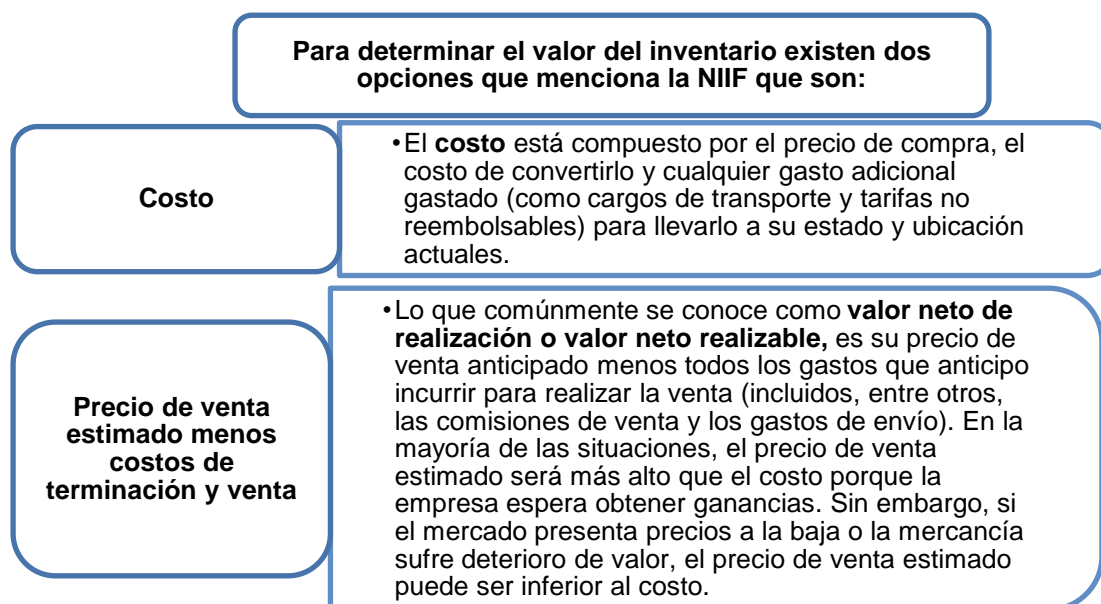 Para determinar el valor del inventario existen dos
opciones que menciona la NIIF que son:
Costo
•El costo está compuesto por el precio de compra, el
costo de convertirlo y cualquier gasto adicional
gastado (como cargos de transporte y tarifas no
reembolsables) para llevarlo a su estado y ubicación
actuales.
Precio de venta
estimado menos
costos de
terminación y venta
•Lo que comúnmente se conoce como valor neto de
realización o valor neto realizable, es su precio de
venta anticipado menos todos los gastos que anticipo
incurrir para realizar la venta (incluidos, entre otros,
las comisiones de venta y los gastos de envío). En la
mayoría de las situaciones, el precio de venta
estimado será más alto que el costo porque la
empresa espera obtener ganancias. Sin embargo, si
el mercado presenta precios a la baja o la mercancía
sufre deterioro de valor, el precio de venta estimado
puede ser inferior al costo.